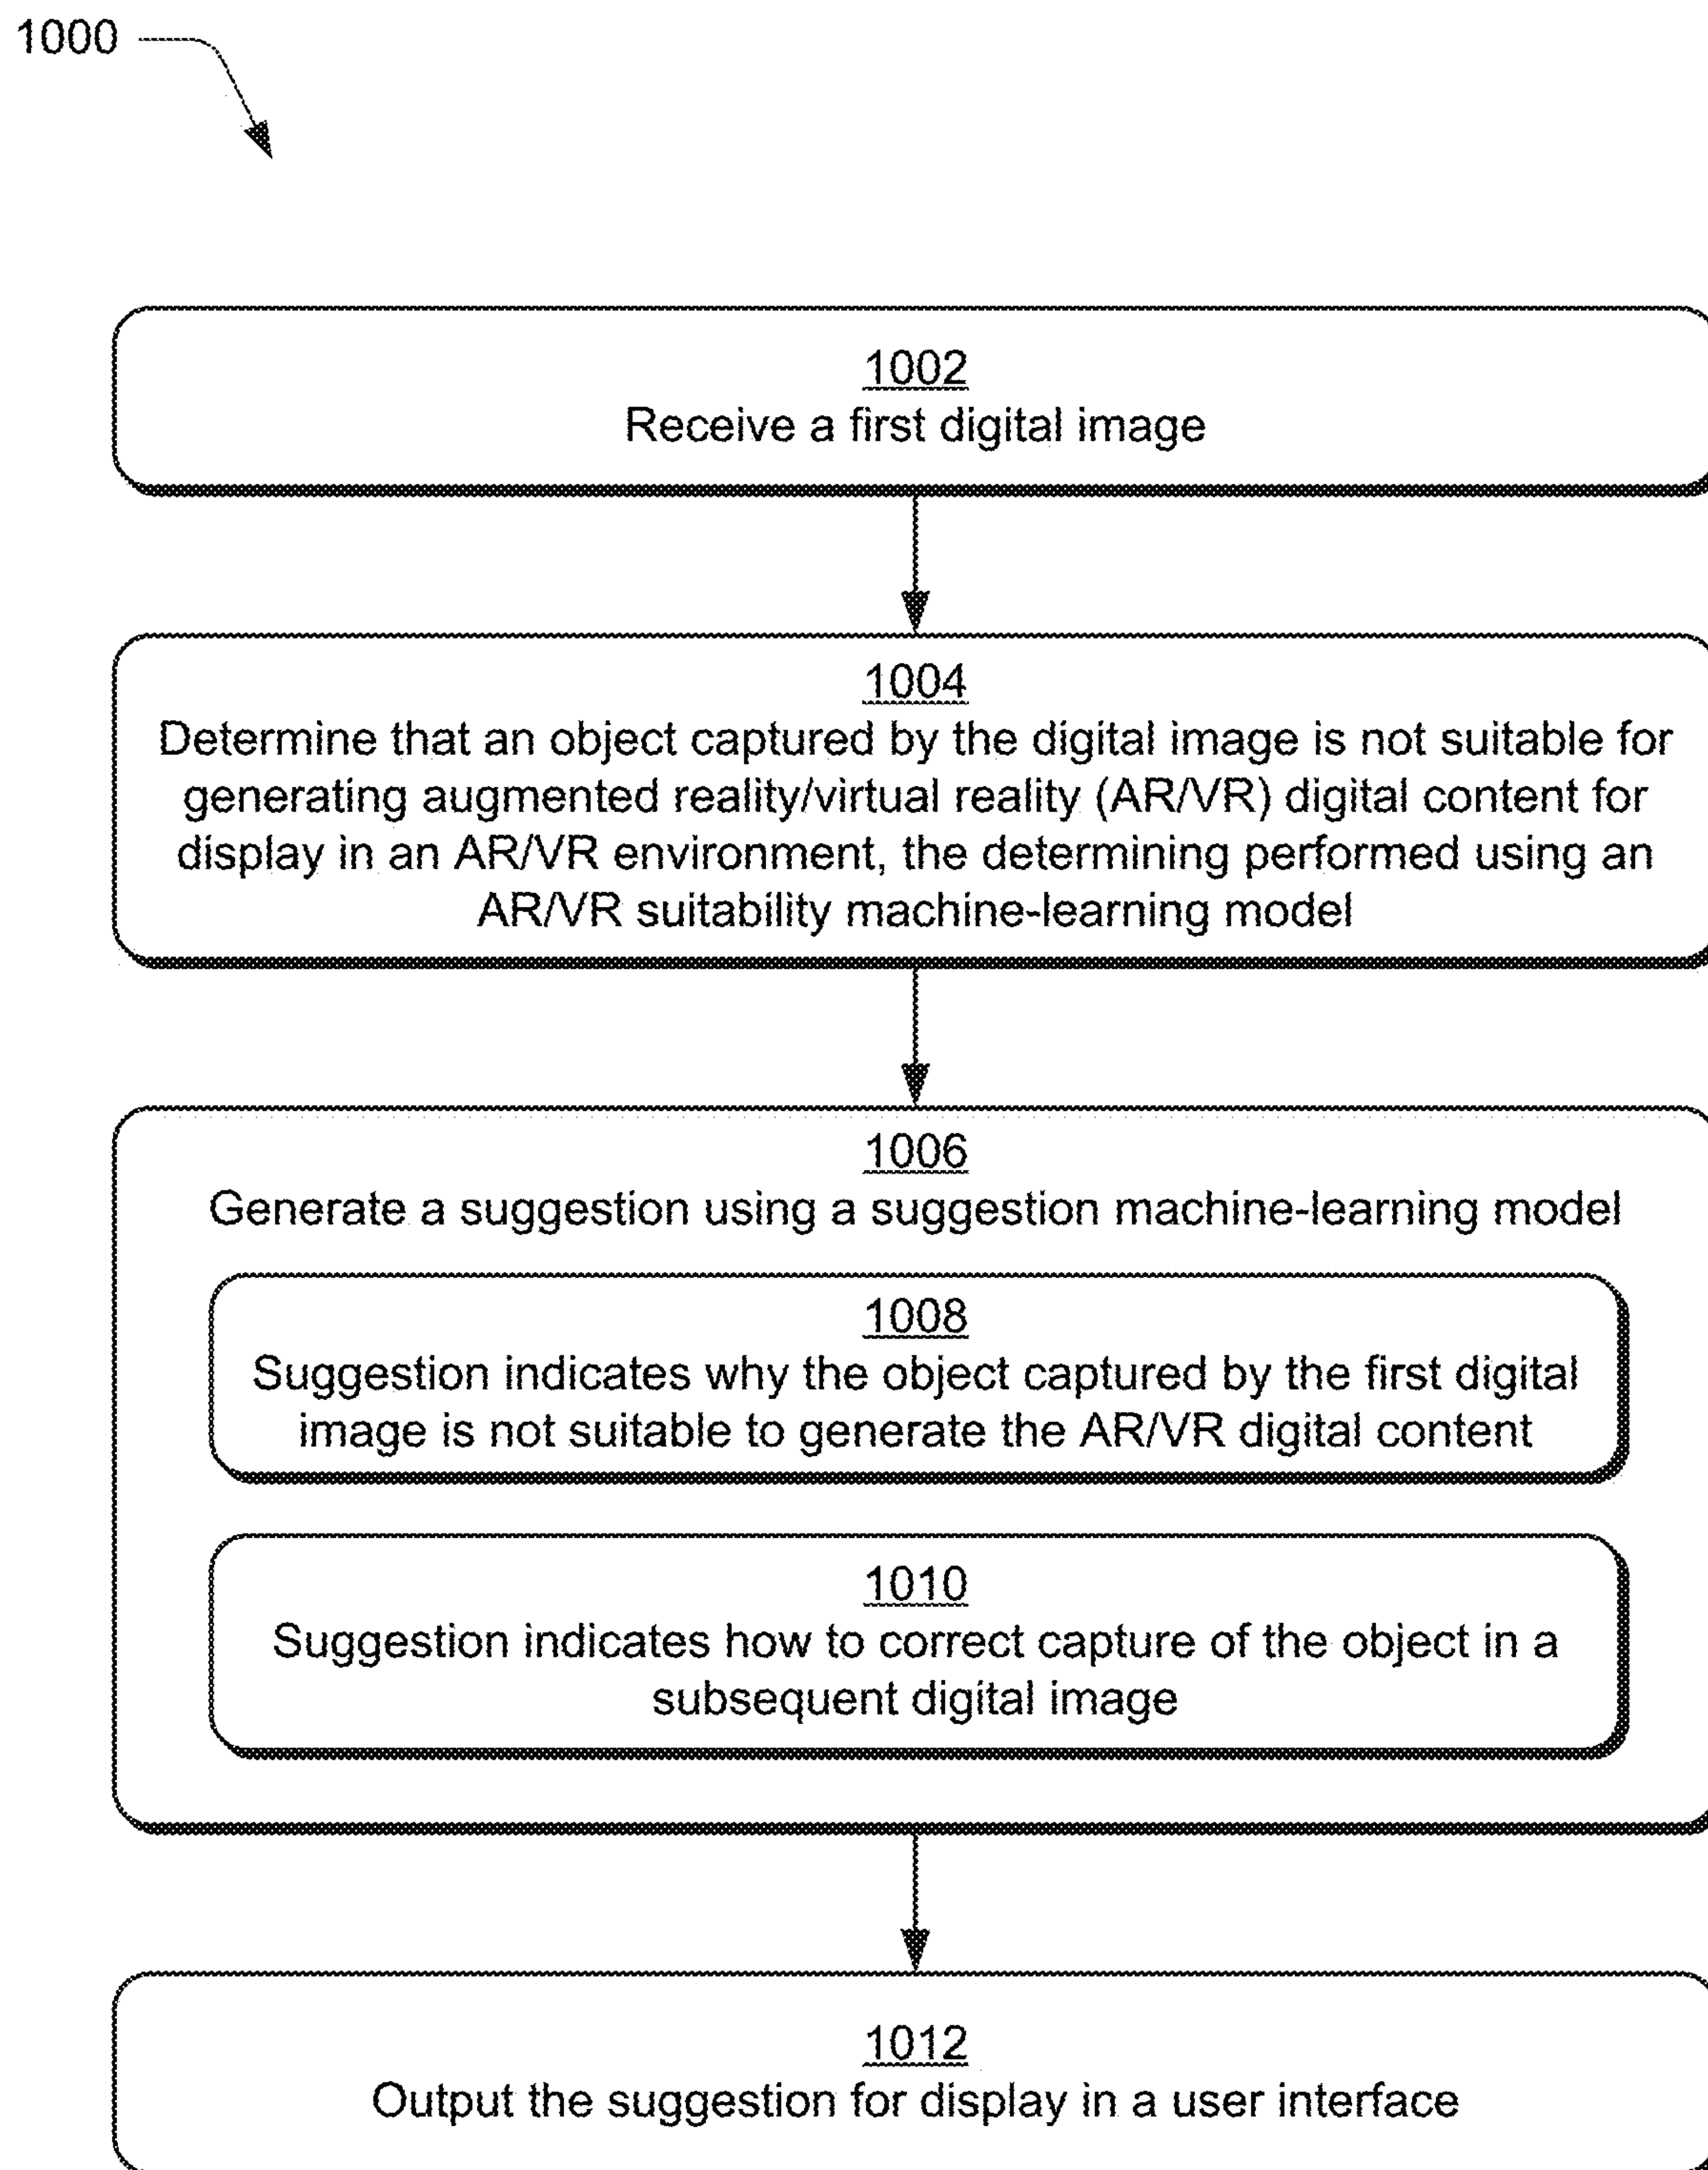 1000
1002
Receive a first digital image
1004
Determine that an object captured by the digital image is not suitable for
generating augmented reality/virtual reality (AR/VR) digital content for
display in an AR/VR environment, the determining performed using an
AR/VR suitability machine-learning model
1006
Generate a suggestion using a suggestion machine-learning model
1008
Suggestion indicates why the object captured by the first digital
image is not suitable to generate the AR/VR digital content
1010
Suggestion indicates how to correct capture of the object in a
subsequent digital image
1012
Output the suggestion for display in a user interface